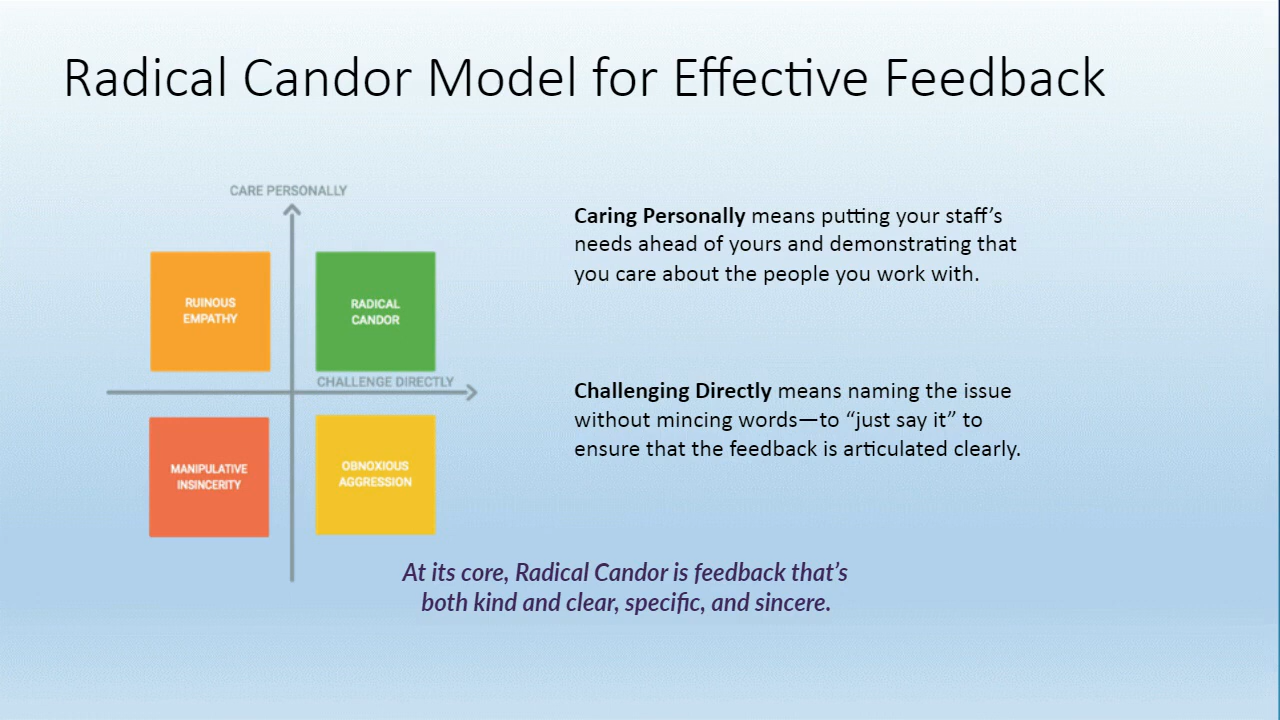 Radical Candor Model for Effective Feedback
CARE PERSONALLY
RUINOUS
EMPATHY
RADICAL
CANDOR
CHALLENGE DIRECTLY
MANIPULATIVE
INSINCERITY
OBNOXIOUS
AGGRESSION
Caring Personally means putting your staff’s
needs ahead of yours and demonstrating that
you care about the people you work with.
Challenging Directly means naming the issue
without mincing words—to “just say it” to
ensure that the feedback is articulated clearly.
At its core, Radical Candor is feedback that’s
both kind and clear, specific, and sincere.